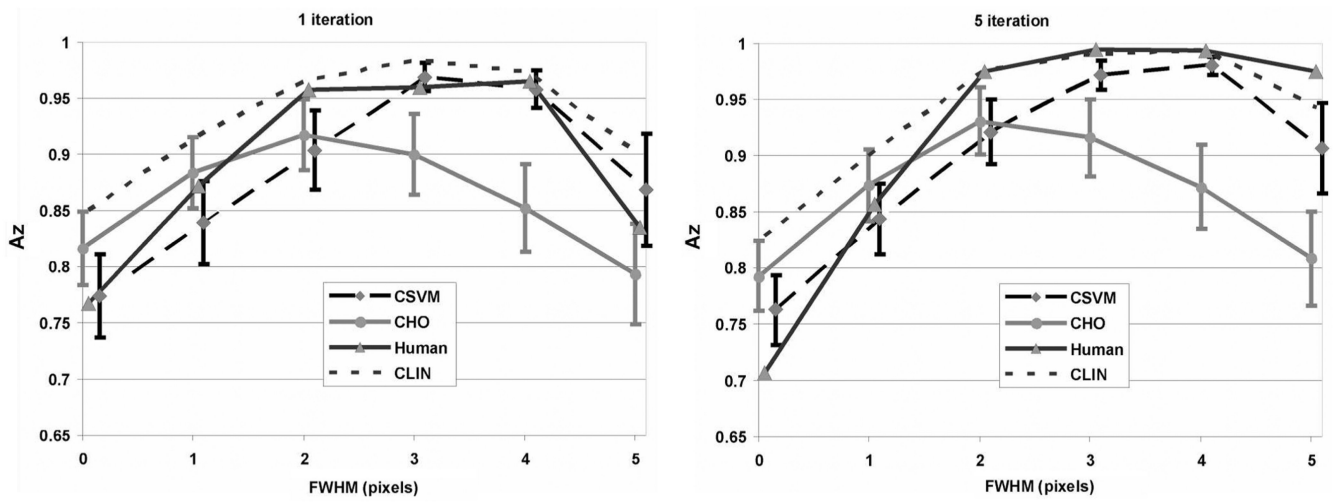 1 iteration
1
0.95
0.9
0.85
0.8
0.75
0.7
0.65
Az
CSVM
CHO
Human
CLIN
0 1 2 3 4 5
FWHM (pixels)
5 iteration
1
0.95
0.9
0.85
0.8
0.75
0.7
0.65
Az
CSVM
CHO
Human
CLIN
0 1 2 3 4 5
FWHM (pixels)